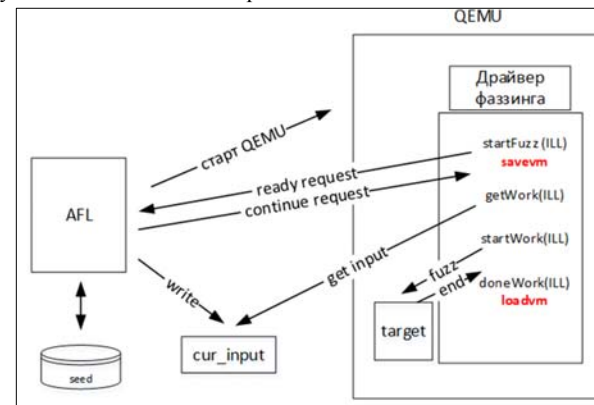 QEMU
Драйвер
фаззинга
старт QEMU
startFuzz(ILL)
savevm
ready request
continue request
AFL
getWork(ILL)
get input
startWork(ILL)
fuzz
end
doneWork(ILL)
loadvm
write
target
cur_input
seed